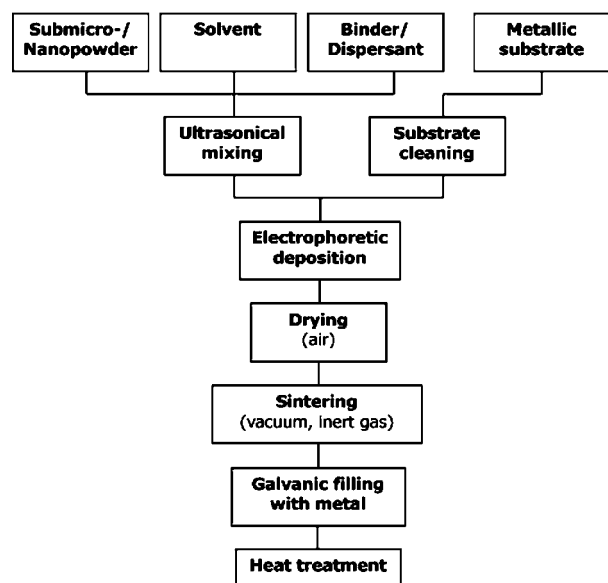 Submicro-/
Nanopowder
Solvent
Binder/
Dispersant
Metallic
substrate
Ultrasonical
mixing
Substrate
cleaning
Electrophoretic
deposition
Drying
(air)
Sintering
(vacuum, inert gas)
Galvanic filling
with metal
Heat treatment